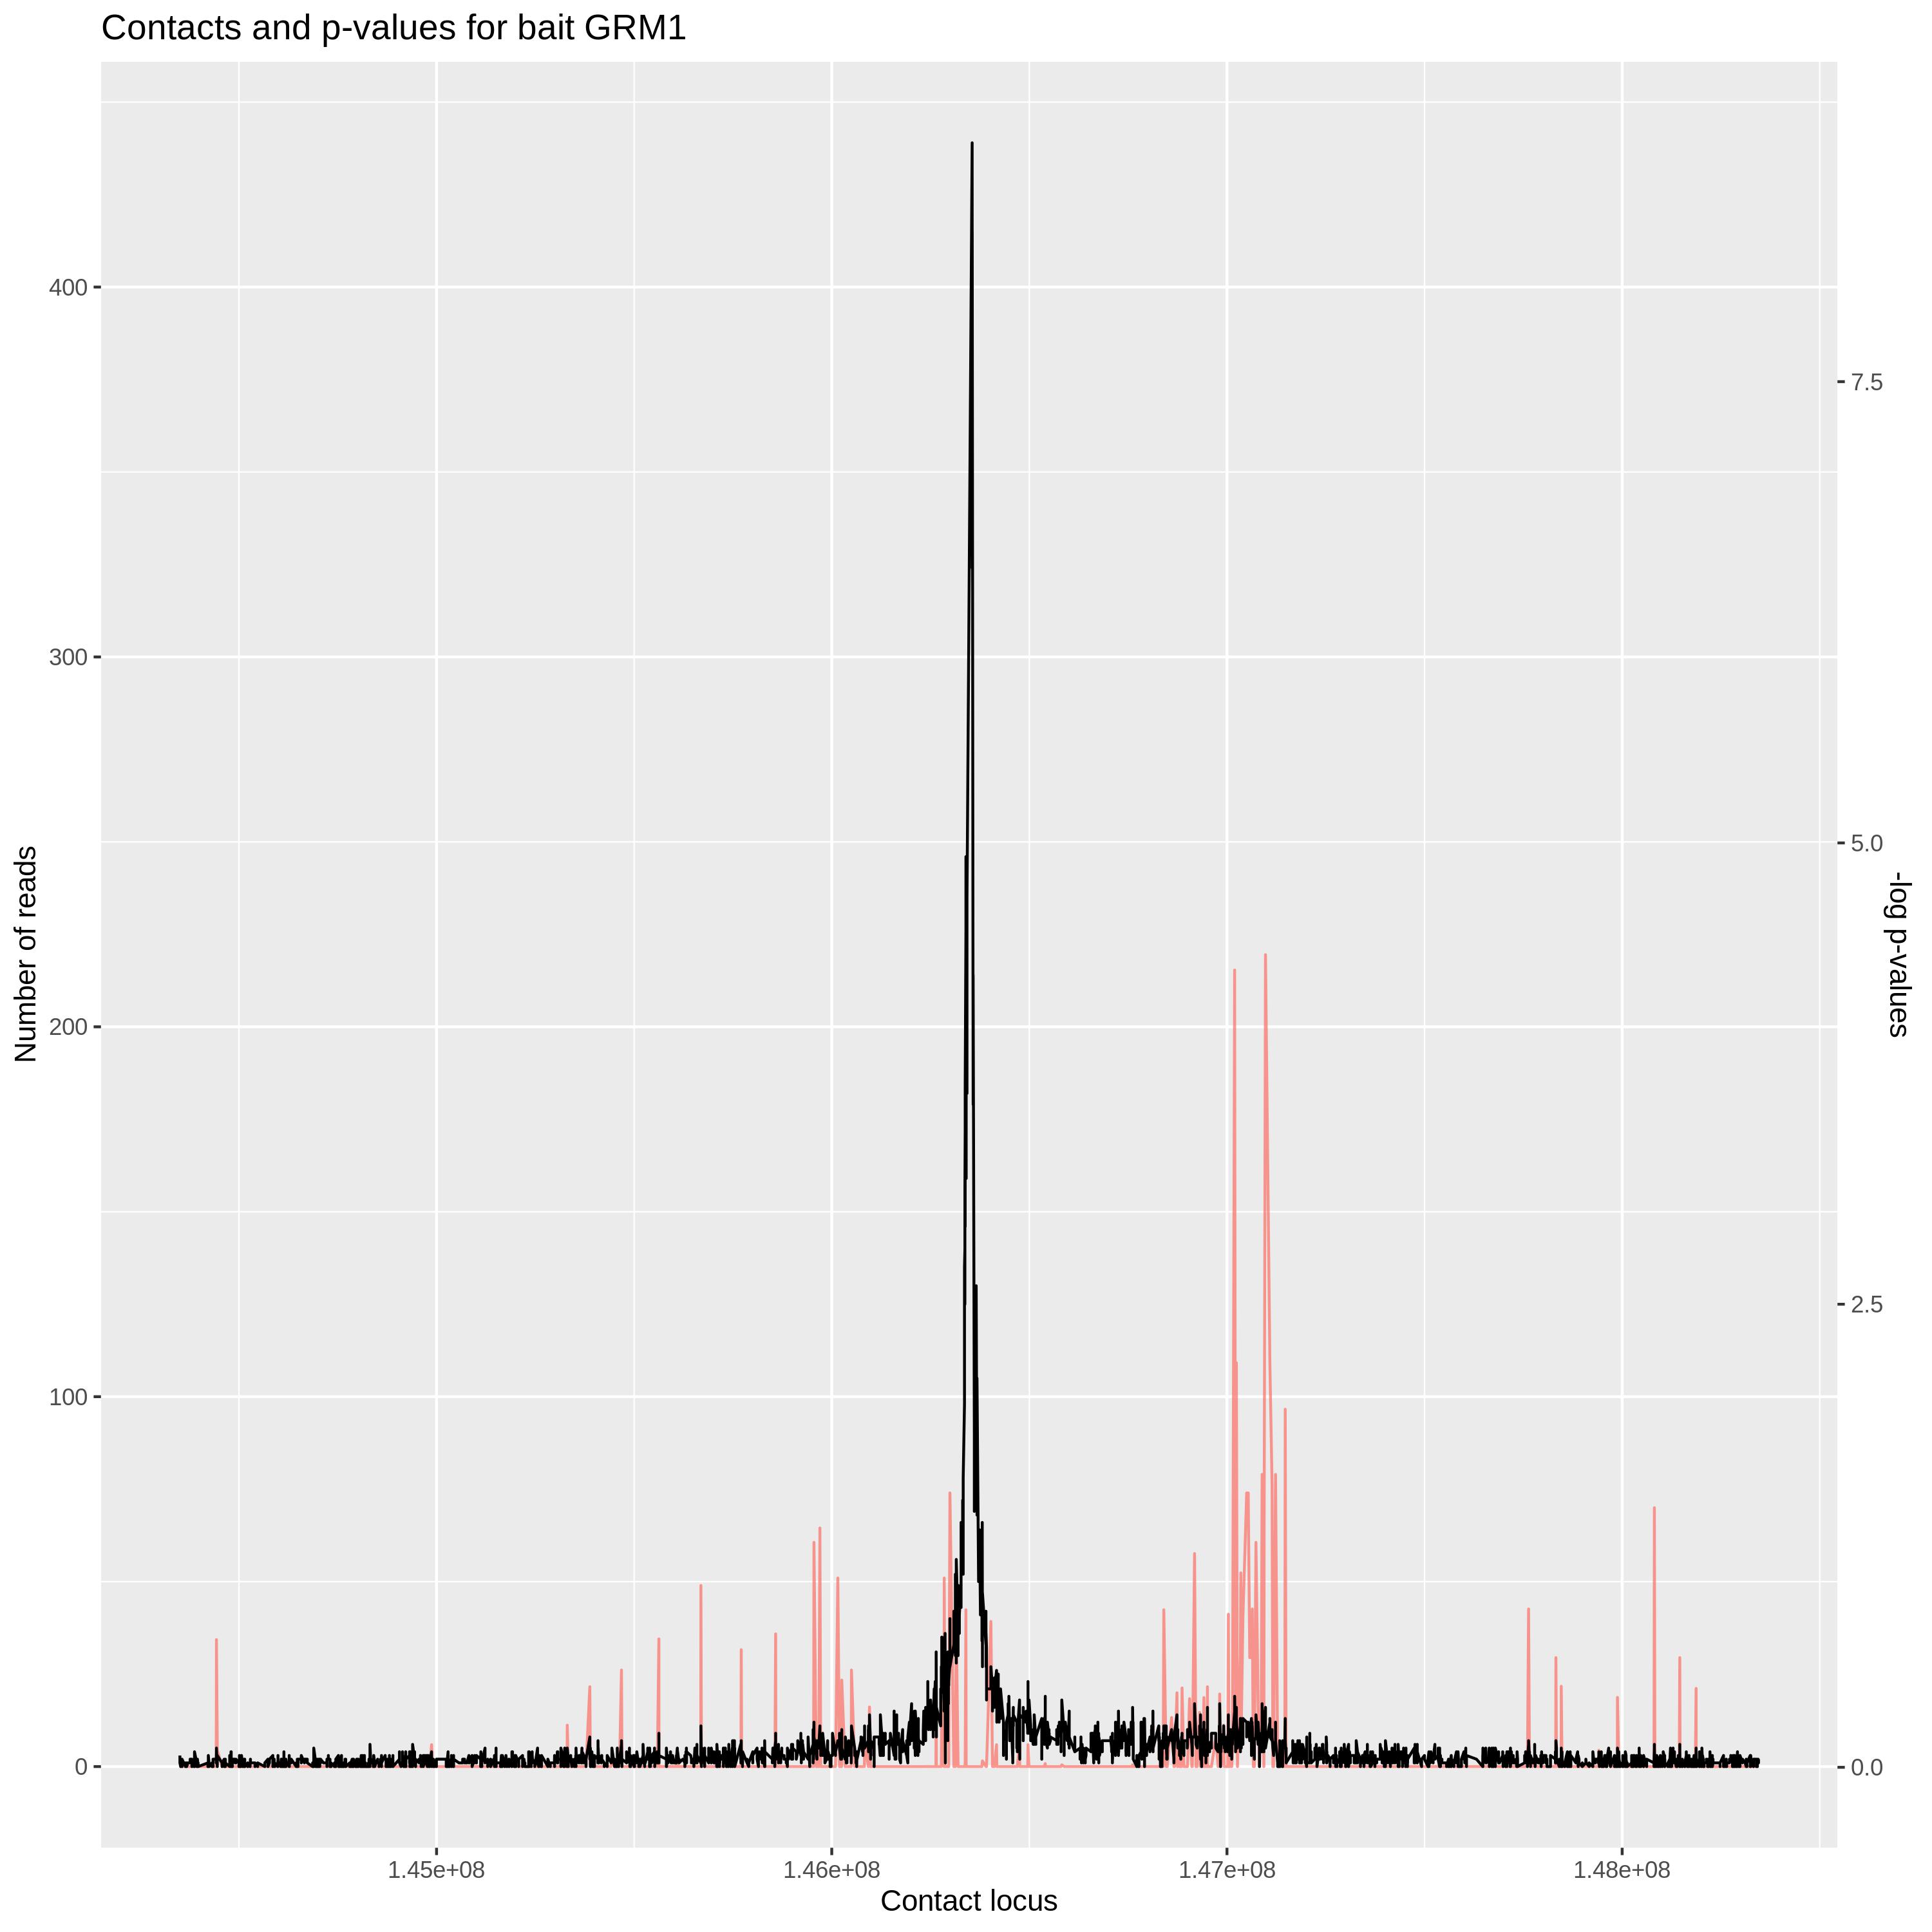 Contacts and p-values for bait GRM1
Number of reads
400
300
200
100
0
7.5
5.0
2.5
0.0
-log p-values
1.45e+08
1.46e+08
1.47e+08
1.48e+08
Contact locus